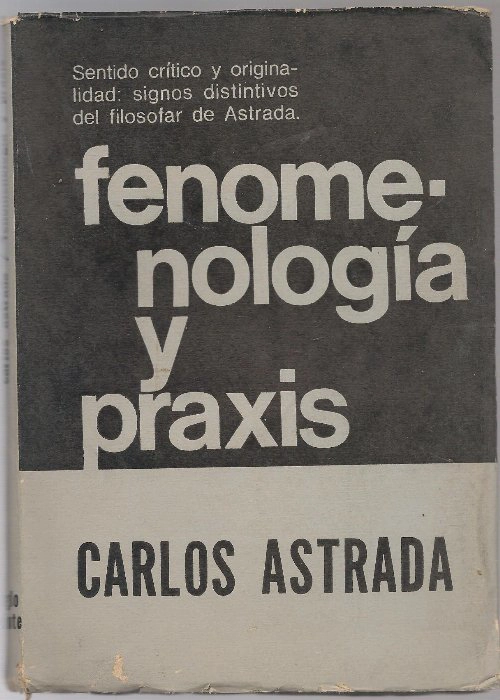 Sentido crítico y origina-
lidad: signos distintivos
del filosofar de Astrada.
fenome-
nología
y
praxis
CARLOS ASTRADA